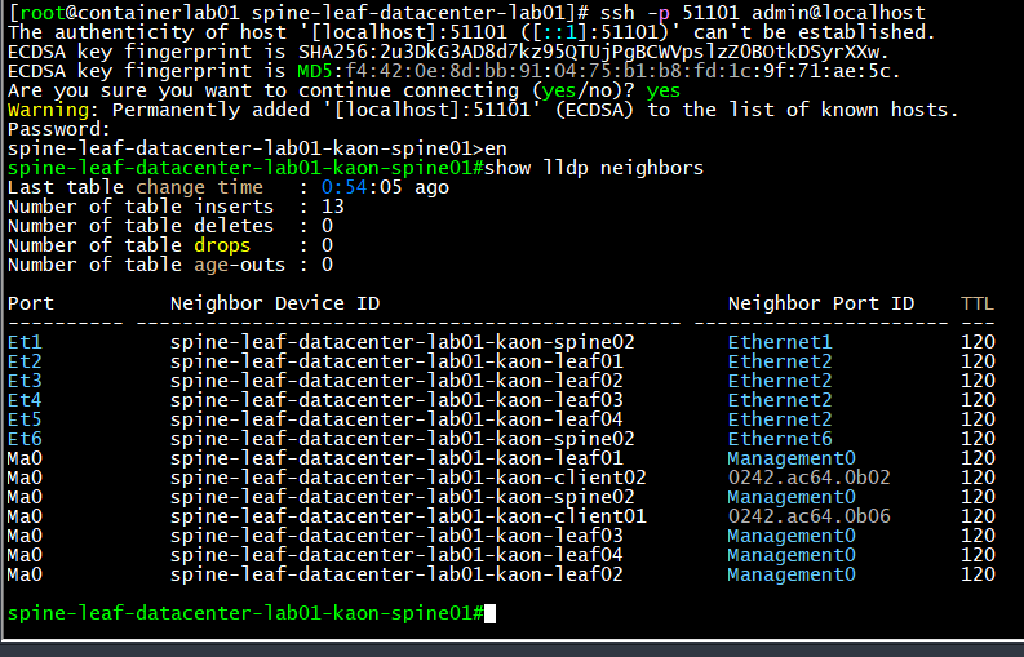 [root@containerlab01 spine-leaf-datacenter-lab01]# ssh -p 51101 admin@localhost
The authenticity of host '[localhost]:51101 ([::1]:51101)' can't be established.
ECDSA key fingerprint is SHA256:2u3DkG3AD8d7kz95QTUjPgBCWVpslzZOBOtkDSyrXXw.
ECDSA key fingerprint is MD5:f4:42:0e:8d:bb:91:04:75:b1:b8:fd:1c:9f:71:ae:5c.
Are you sure you want to continue connecting (yes/no)? yes
Warning: Permanently added '[localhost]:51101' (ECDSA) to the list of known hosts.
Password:
spine-leaf-datacenter-lab01-kaon-spine01>en
spine-leaf-datacenter-lab01-kaon-spine01#show lldp neighbors
Last table change time   : 0:54:05 ago
Number of table inserts  : 13
Number of table deletes  : 0
Number of table drops    : 0
Number of table age-outs : 0
Port          Neighbor Device ID                              Neighbor Port ID    TTL
---------- ----------------------------------------------- ---------------------- ---
Et1           spine-leaf-datacenter-lab01-kaon-spine02        Ethernet1           120
Et2           spine-leaf-datacenter-lab01-kaon-leaf01         Ethernet2           120
Et3           spine-leaf-datacenter-lab01-kaon-leaf02         Ethernet2           120
Et4           spine-leaf-datacenter-lab01-kaon-leaf03         Ethernet2           120
Et5           spine-leaf-datacenter-lab01-kaon-leaf04         Ethernet2           120
Et6           spine-leaf-datacenter-lab01-kaon-spine02        Ethernet6           120
Ma0           spine-leaf-datacenter-lab01-kaon-leaf01         Management0         120
Ma0           spine-leaf-datacenter-lab01-kaon-client02       0242.ac64.0b02      120
Ma0           spine-leaf-datacenter-lab01-kaon-spine02        Management0         120
Ma0           spine-leaf-datacenter-lab01-kaon-client01       0242.ac64.0b06      120
Ma0           spine-leaf-datacenter-lab01-kaon-leaf03         Management0         120
Ma0           spine-leaf-datacenter-lab01-kaon-leaf04         Management0         120
Ma0           spine-leaf-datacenter-lab01-kaon-leaf02         Management0         120
spine-leaf-datacenter-lab01-kaon-spine01#